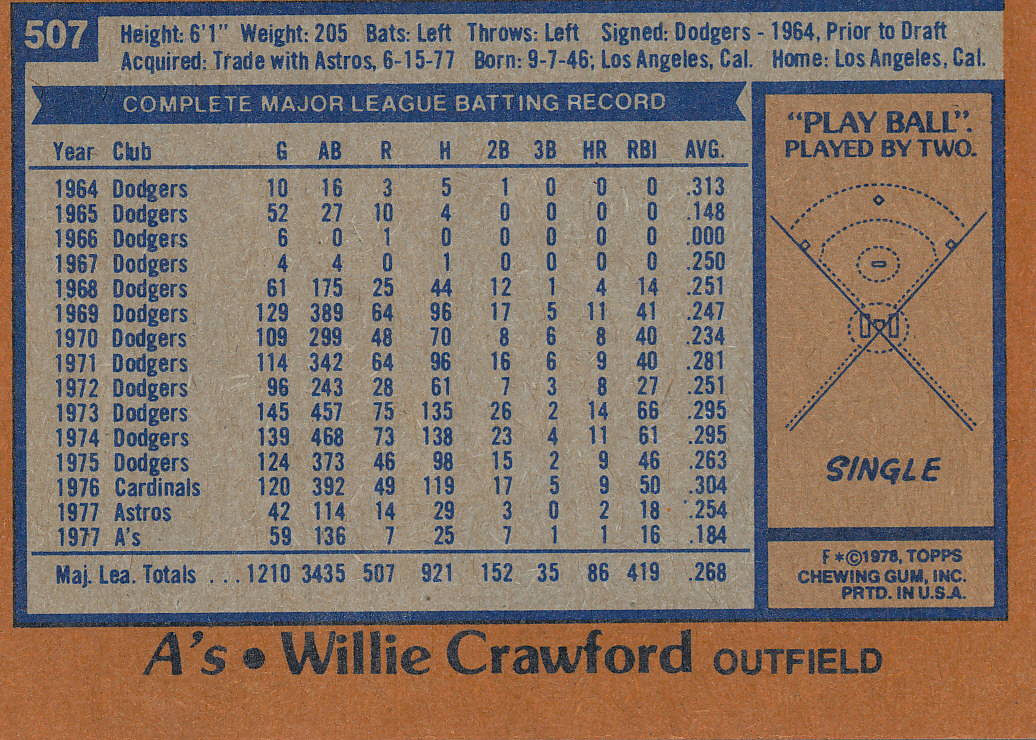 507
Height: 6'1" Weight: 205 Bats: Left Throws: Left Signed: Dodgers - 1964, Prior to Draft
Acquired: Trade with Astros, 6-15-77 Born: 9-7-46; Los Angeles, Cal. Home: Los Angeles, Cal.
COMPLETE MAJOR LEAGUE BATTING RECORD
Year Club G AB R H 2B 3B HR RBI AVG.
1964 Dodgers 10 16 3 5 1 0 0 0 .313
1965 Dodgers 52 27 10 4 0 0 0 0 .148
1966 Dodgers 6 0 1 0 0 0 0 0 .000
1967 Dodgers 4 4 0 1 0 0 0 0 .250
1968 Dodgers 61 175 25 44 12 1 4 14 .251
1969 Dodgers 129 389 64 96 17 5 11 41 .247
1970 Dodgers 109 299 48 70 8 6 8 40 .234
1971 Dodgers 114 342 64 96 16 6 9 40 .281
1972 Dodgers 96 243 28 61 7 3 8 27 .251
1973 Dodgers 145 457 75 135 26 2 14 66 .295
1974 Dodgers 139 468 73 138 23 4 11 61 .295
1975 Dodgers 124 373 46 98 15 2 9 46 .263
1976 Cardinals 120 392 49 119 17 5 9 50 .304
1977 Astros 42 114 14 29 3 0 2 18 .254
1977 A's 59 136 7 25 7 1 1 16 .184
Maj. Lea. Totals ...1210 3435 507 921 152 35 86 419 .268
"PLAY BALL".
PLAYED BY TWO.
SINGLE
F *©1978, TOPPS
CHEWING GUM, INC.
PRTD. IN U.S.A.
A's • Willie Crawford OUTFIELD